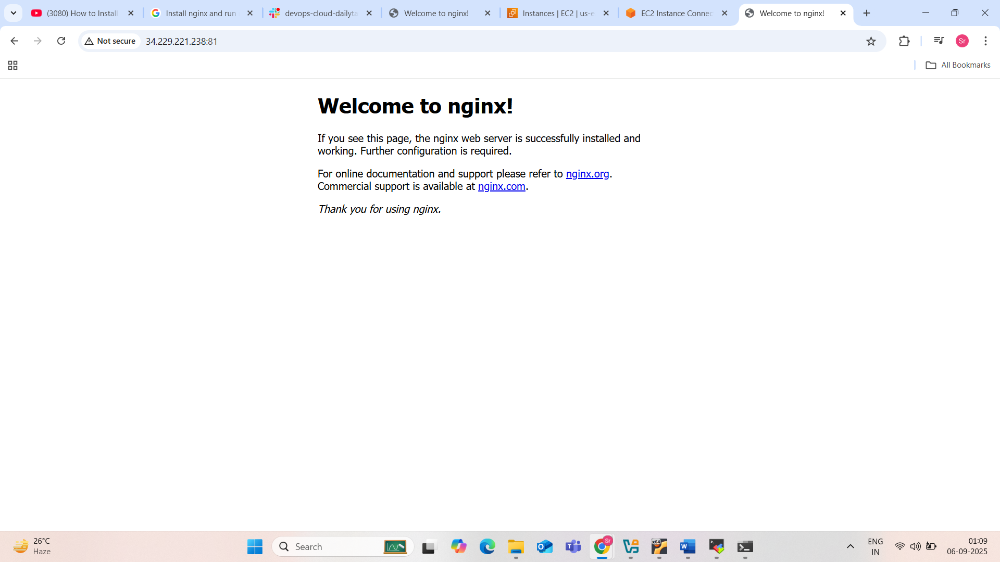 (3080) How to Install
Install nginx and run
devops-cloud-dailyta
Welcome to nginx!
Instances | EC2 | us-e
EC2 Instance Connec
Welcome to nginx!
Not secure
34.229.221.238:81
Sr
All Bookmarks
Welcome to nginx!
If you see this page, the nginx web server is successfully installed and
working. Further configuration is required.
For online documentation and support please refer to nginx.org.
Commercial support is available at nginx.com.
Thank you for using nginx.
26°C
Haze
Search
Sr
x64
ENG
IN
01:09
06-09-2025